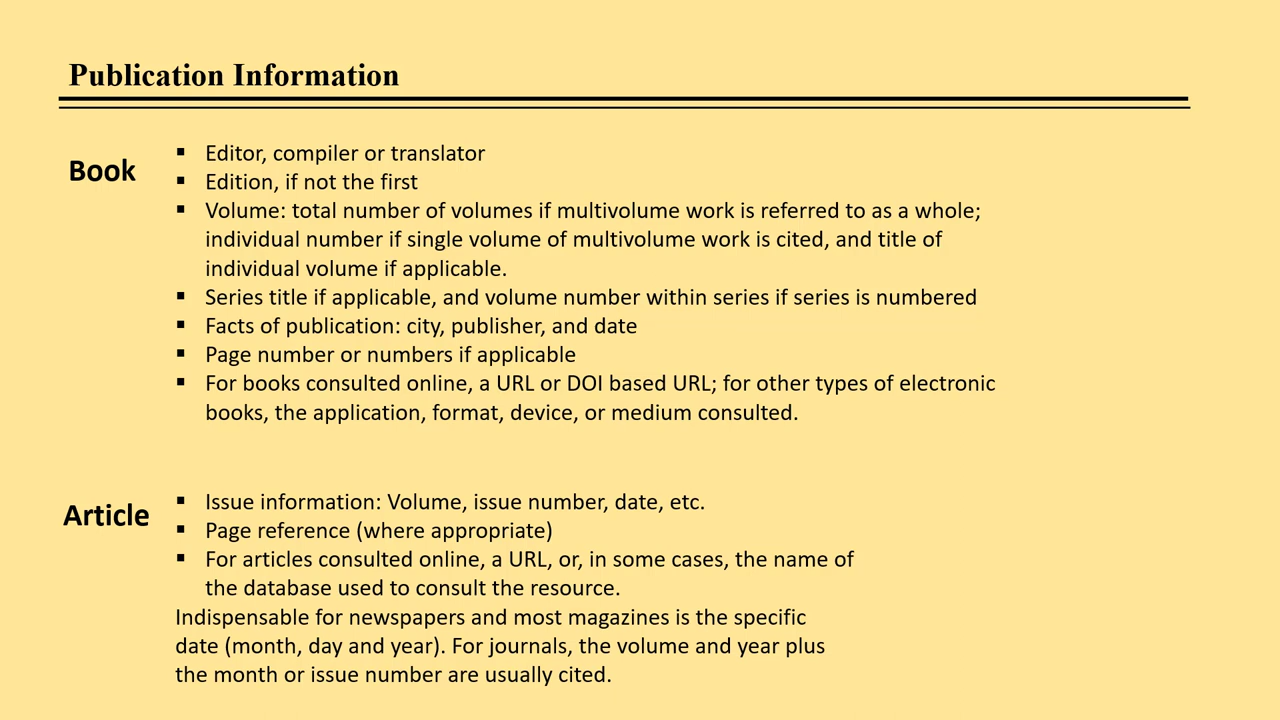 Publication Information
Book
▪ Editor, compiler or translator
▪ Edition, if not the first
▪ Volume: total number of volumes if multivolume work is referred to as a whole;
individual number if single volume of multivolume work is cited, and title of
individual volume if applicable.
▪ Series title if applicable, and volume number within series if series is numbered
▪ Facts of publication: city, publisher, and date
▪ Page number or numbers if applicable
▪ For books consulted online, a URL or DOI based URL; for other types of electronic
books, the application, format, device, or medium consulted.
Article
▪ Issue information: Volume, issue number, date, etc.
▪ Page reference (where appropriate)
▪ For articles consulted online, a URL, or, in some cases, the name of
the database used to consult the resource.
Indispensable for newspapers and most magazines is the specific
date (month, day and year). For journals, the volume and year plus
the month or issue number are usually cited.